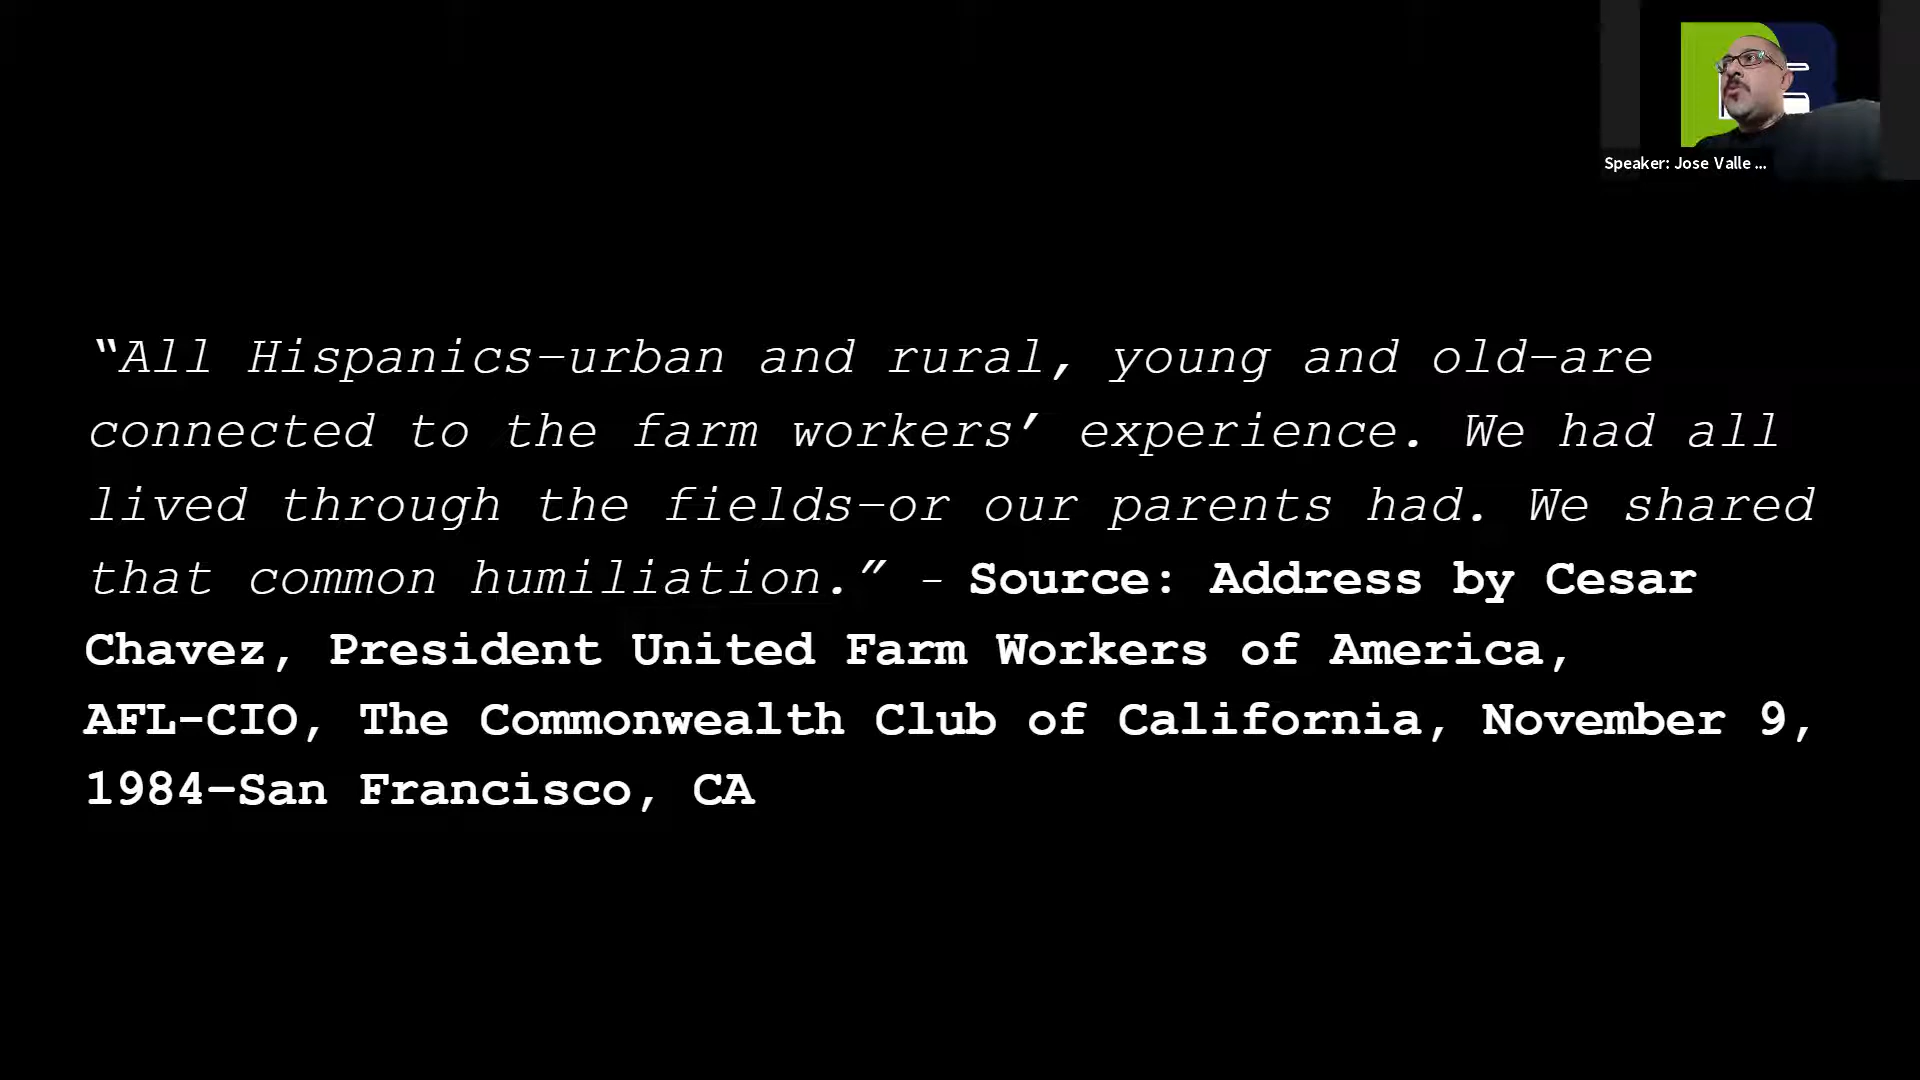 Speaker: Jose Valle ...
“All Hispanics—urban and rural, young and old—are
connected to the farm workers’ experience. We had all
lived through the fields—or our parents had. We shared
that common humiliation.” - Source: Address by Cesar
Chavez, President United Farm Workers of America,
AFL-CIO, The Commonwealth Club of California, November 9,
1984—San Francisco, CA